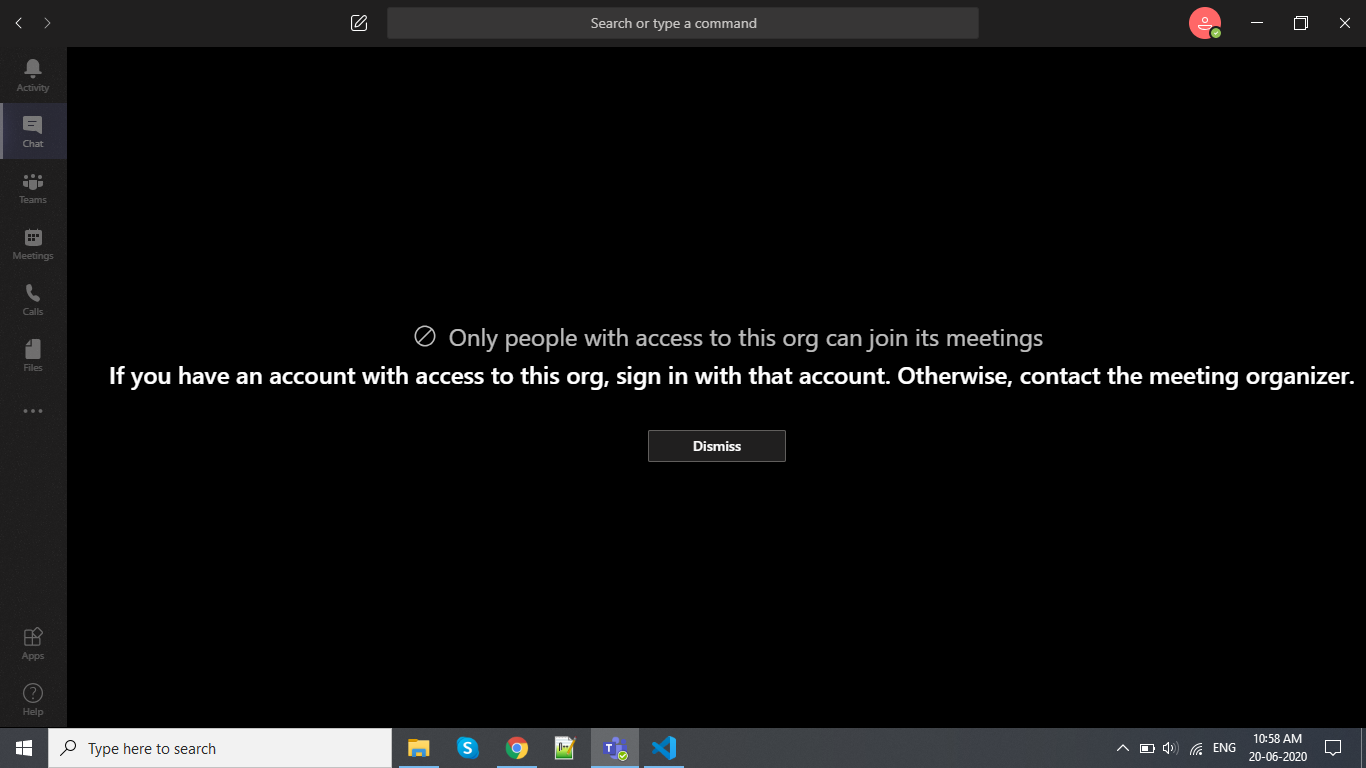 Search or type a command
Activity
Chat
Teams
Meetings
Calls
Files
Only people with access to this org can join its meetings
If you have an account with access to this org, sign in with that account. Otherwise, contact the meeting organizer.
Dismiss
Apps
Help
Type here to search
ENG
10:58 AM
20-06-2020